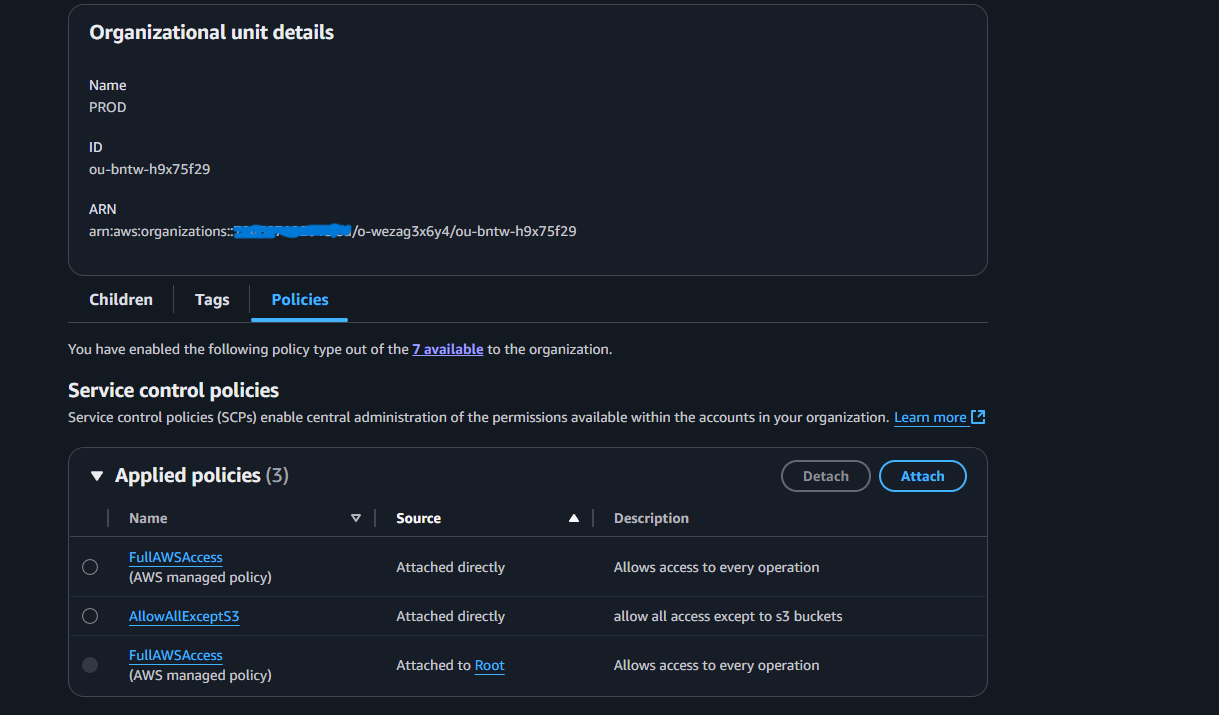 Organizational unit details
Name
PROD
ID
ou-bntw-h9x75f29
ARN
arn:aws:organizations::/o-wezag3x6y4/ou-bntw-h9x75f29
Children Tags Policies
You have enabled the following policy type out of the 7 available to the organization.
Service control policies
Service control policies (SCPs) enable central administration of the permissions available within the accounts in your organization. Learn more
Applied policies (3) Detach Attach
Name Source Description
FullAWSAccess
(AWS managed policy) Attached directly Allows access to every operation
AllowAllExceptS3 Attached directly allow all access except to s3 buckets
FullAWSAccess
(AWS managed policy) Attached to Root Allows access to every operation